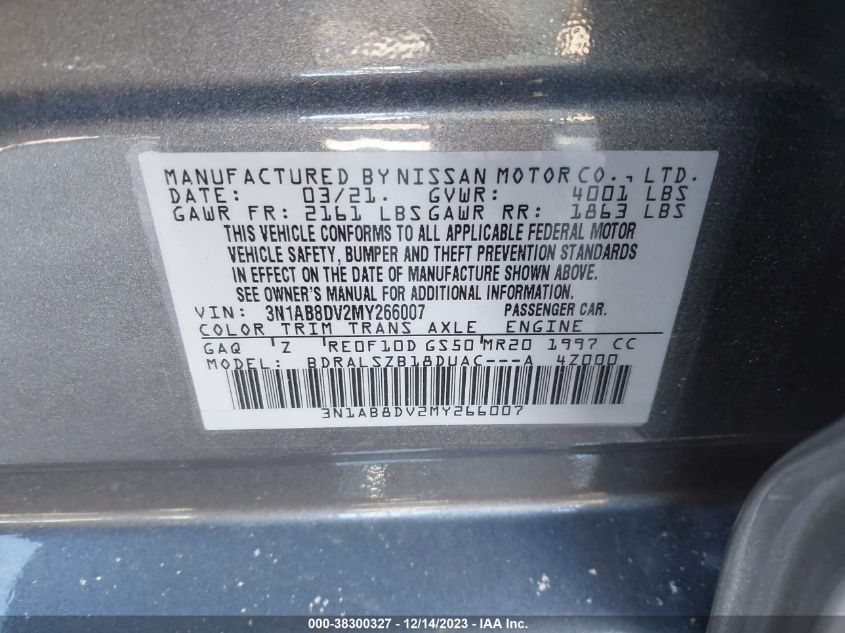 MANUFACTURED BY NISSAN MOTOR CO., LTD.
DATE: 03/21. GVWR: 4001 LBS
GAWR FR: 2161 LBS GAWR RR: 1863 LBS
THIS VEHICLE CONFORMS TO ALL APPLICABLE FEDERAL MOTOR
VEHICLE SAFETY, BUMPER AND THEFT PREVENTION STANDARDS
IN EFFECT ON THE DATE OF MANUFACTURE SHOWN ABOVE.
SEE OWNER'S MANUAL FOR ADDITIONAL INFORMATION.
VIN: 3N1AB8DV2MY266007 PASSENGER CAR.
COLOR TRIM TRANS AXLE ENGINE
GAQ Z RE0F10D GS50 MR20 1997 CC
MODEL: BDRALSZB18DUAC---A 4Z000
3N1AB8DV2MY266007
000-38300327 - 12/14/2023 - IAA Inc.